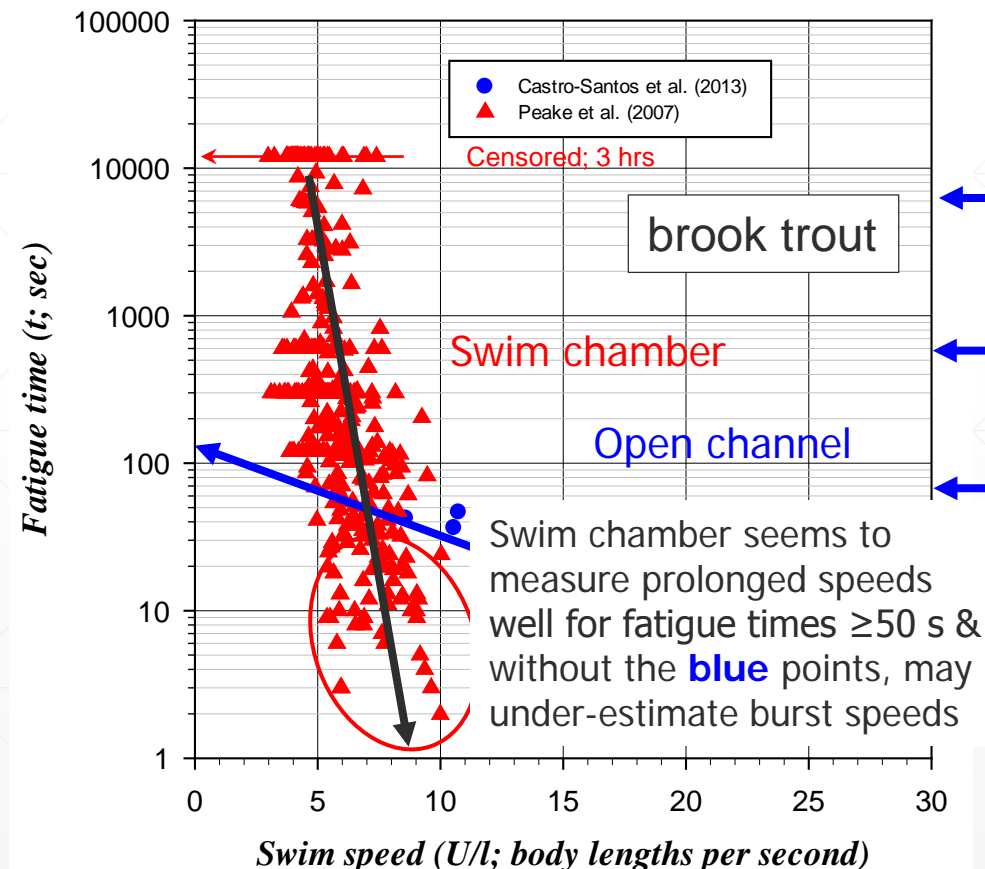 100000
10000
1000
100
10
1
Fatigue time (t; sec)
Castro-Santos et al. (2013)
Peake et al. (2007)
Censored; 3 hrs
brook trout
Swim chamber
Open channel
Swim chamber seems to
measure prolonged speeds
well for fatigue times ≥50 s &
without the blue points, may
under-estimate burst speeds
0 5 10 15 20 25 30
Swim speed (U/l; body lengths per second)